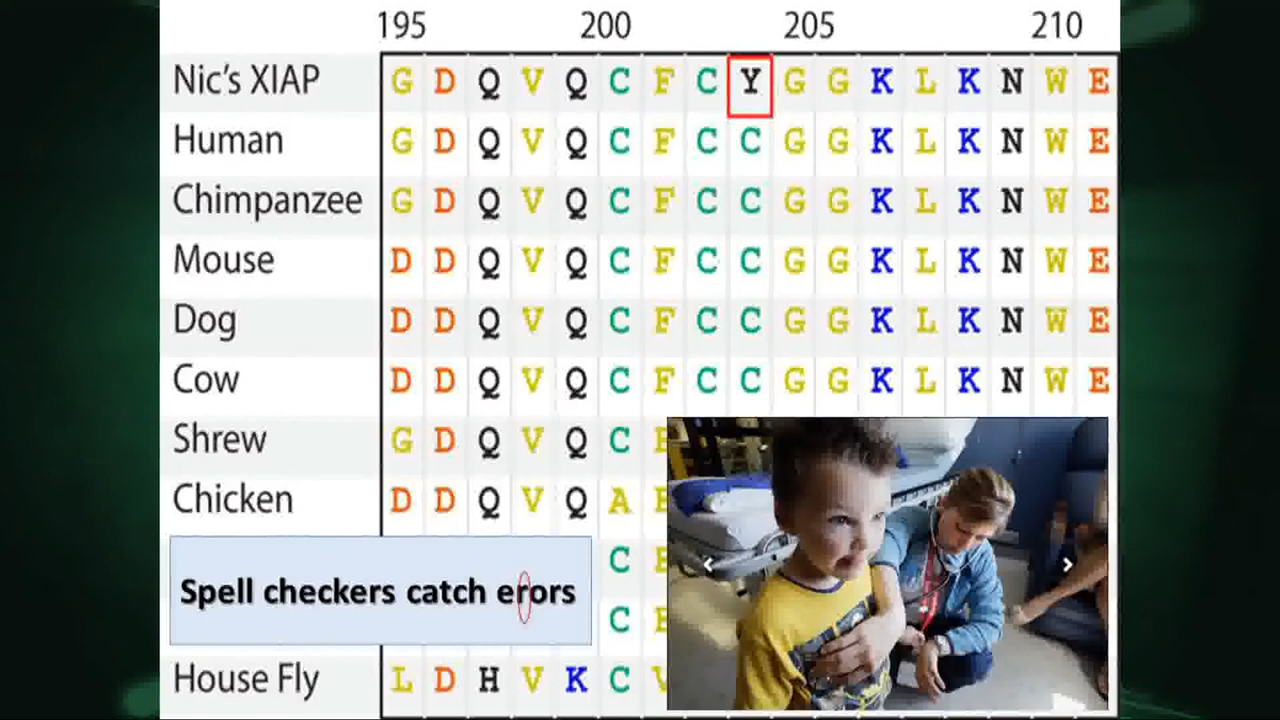 195 200 205 210
Nic's XIAP G D Q V Q C F C Y G G K L K N W E
Human G D Q V Q C F C C G G K L K N W E
Chimpanzee G D Q V Q C F C C G G K L K N W E
Mouse D D Q V Q C F C C G G K L K N W E
Dog D D Q V Q C F C C G G K L K N W E
Cow D D Q V Q C F C C G G K L K N W E
Shrew G D Q V Q C
Chicken D D Q V Q A
C
Spell checkers catch erors
C
House Fly L D H V K C